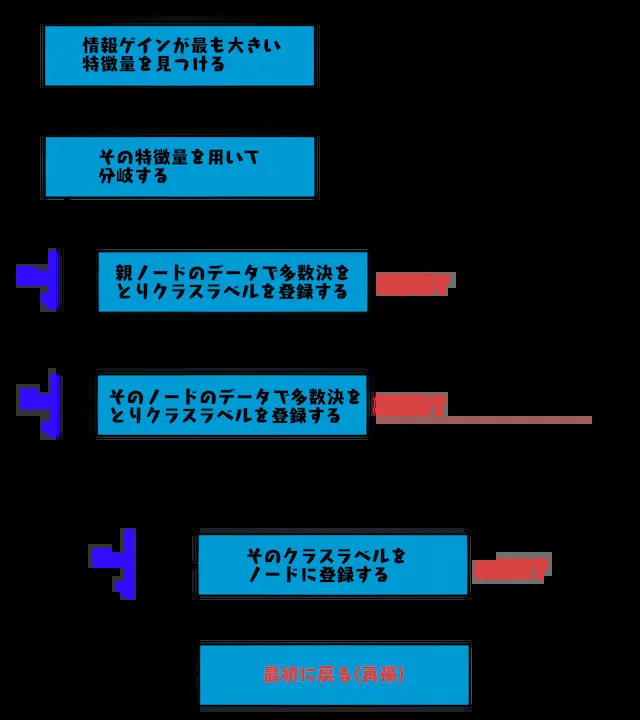 情報ゲインが最も大きい
特徴量を見つける
その特徴量を用いて
分岐する
親ノードのデータで多数決を
とりクラスラベルを登録する
そのノードのデータで多数決を
とりクラスラベルを登録する
そのクラスラベルを
ノードに登録する
最初に戻る(再帰)